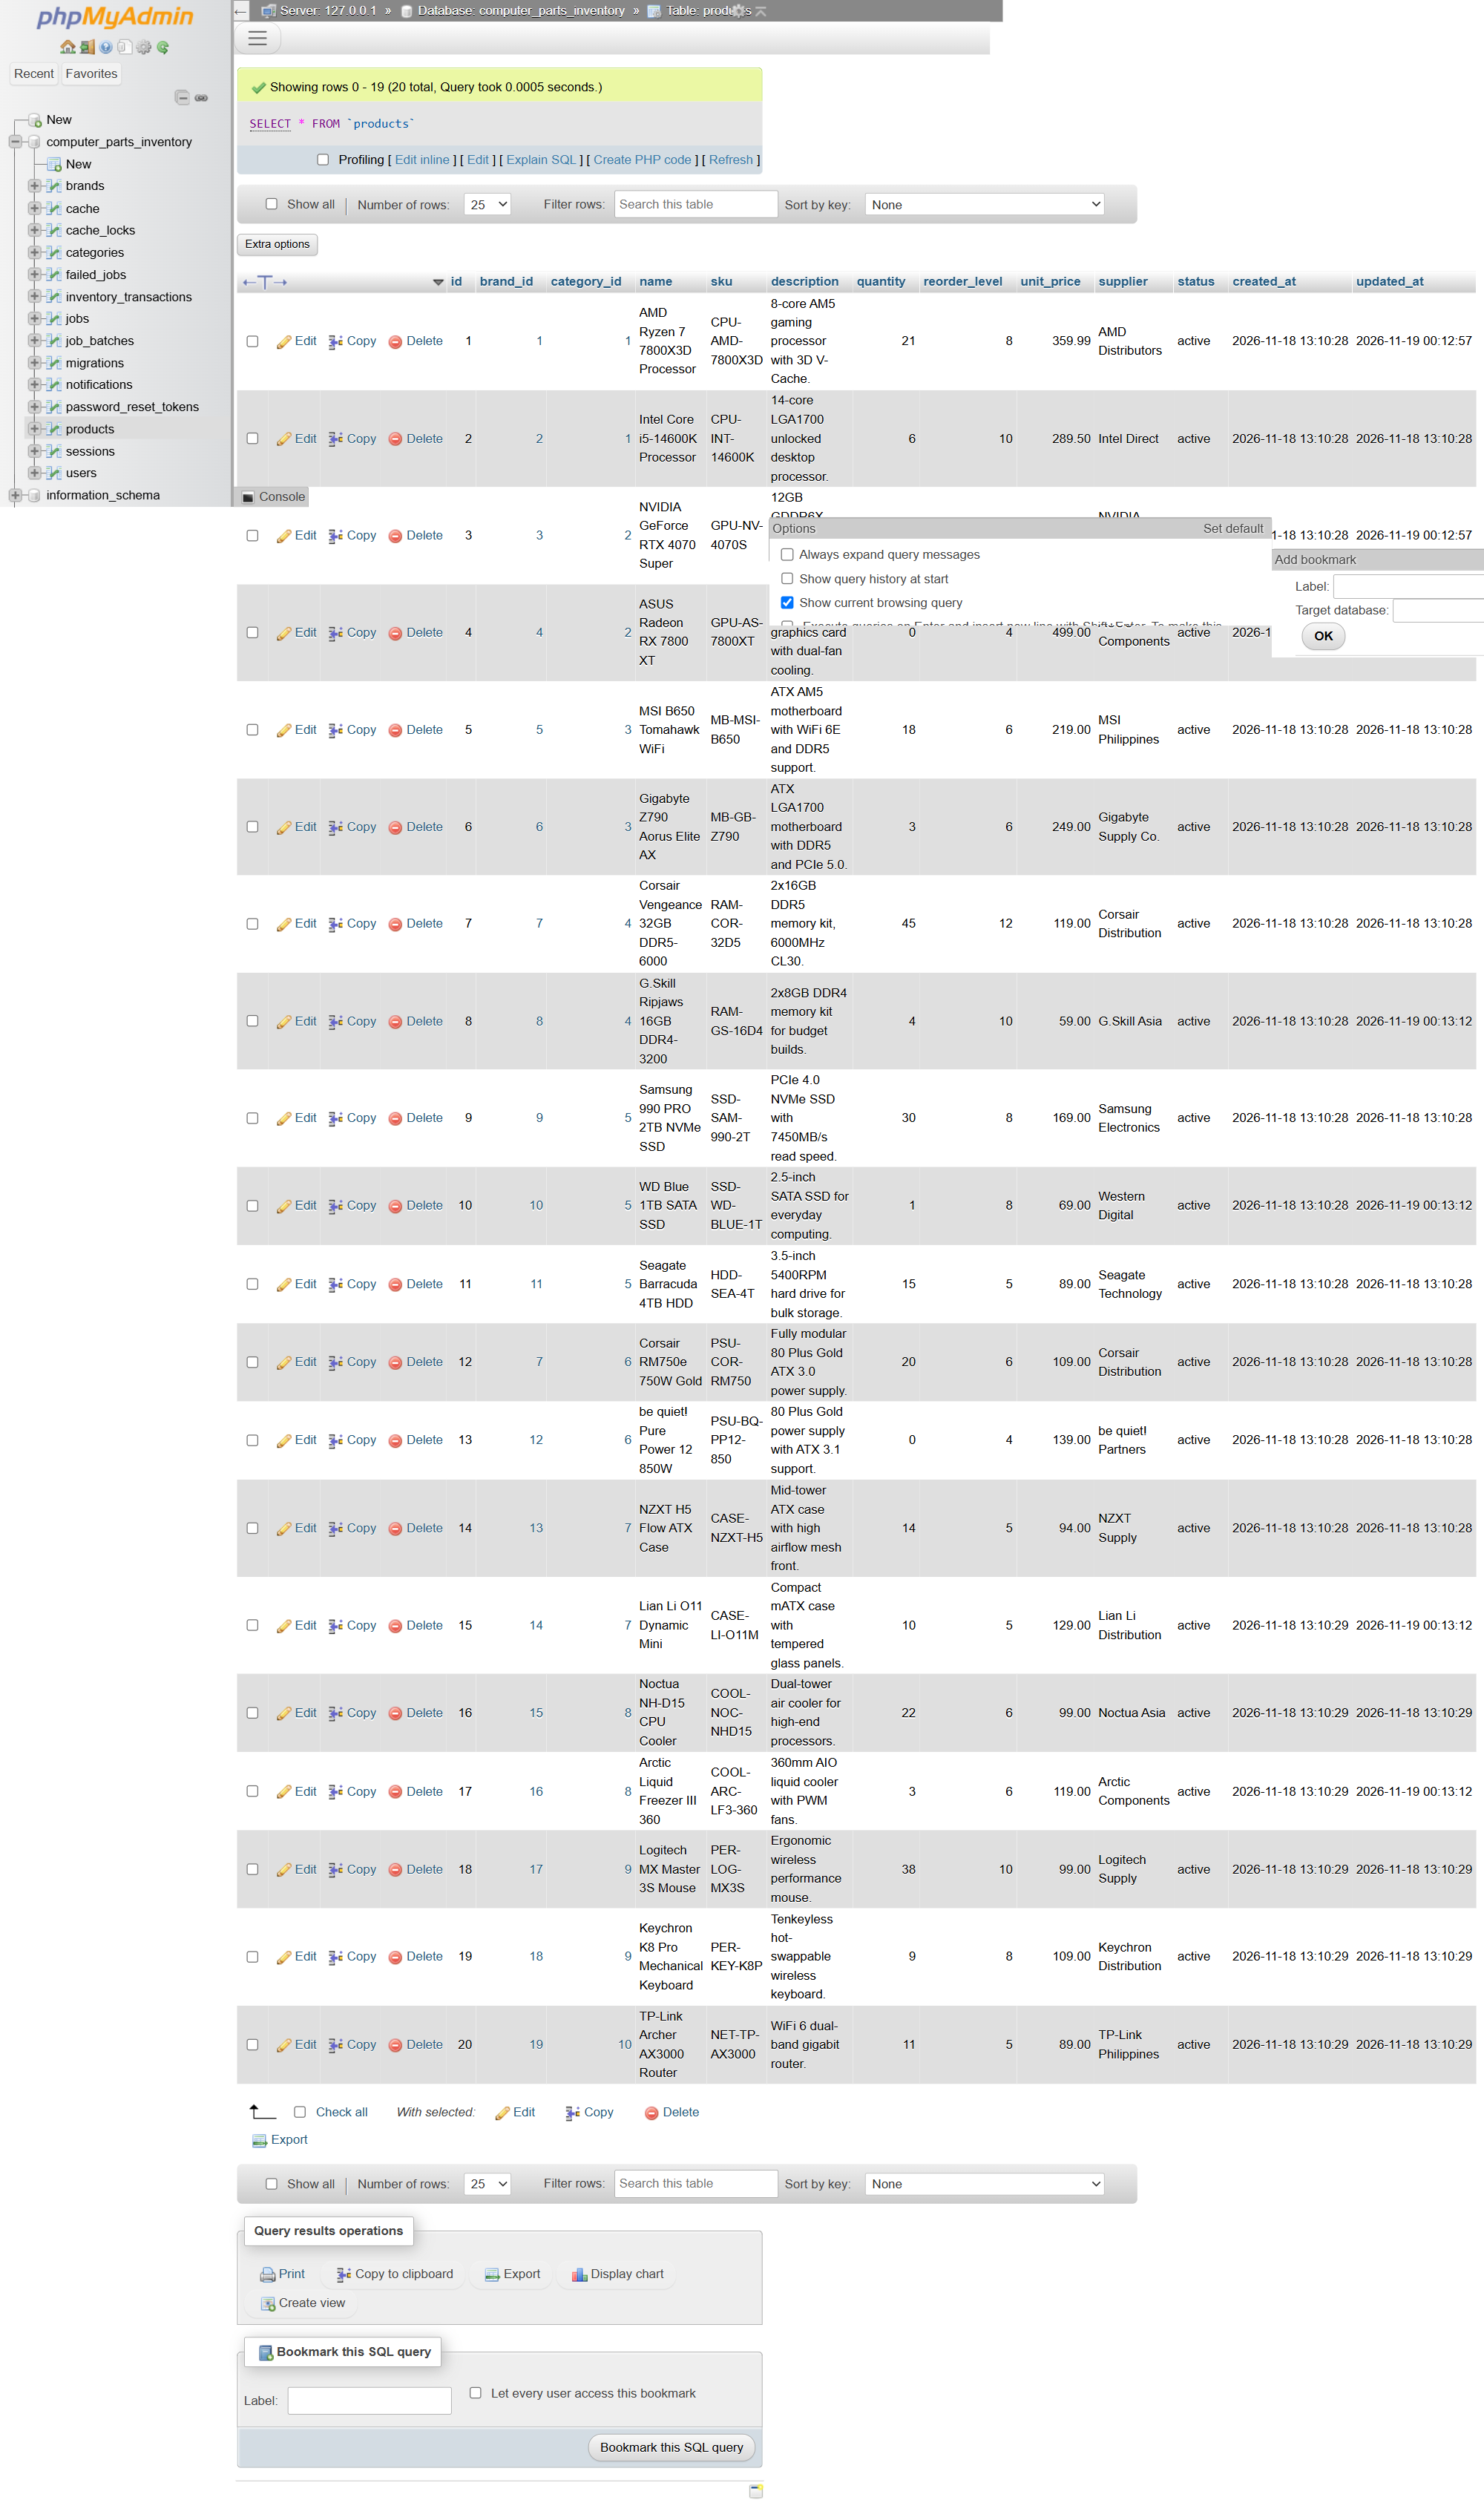 phpMyAdmin
Recent Favorites
New
computer_parts_inventory
New
brands
cache
cache_locks
categories
failed_jobs
inventory_transactions
jobs
job_batches
migrations
notifications
password_reset_tokens
products
sessions
users
information_schema
Server: 127.0.0.1 » Database: computer_parts_inventory » Table: products
Showing rows 0 - 19 (20 total, Query took 0.0005 seconds.)
SELECT * FROM `products`
Profiling [ Edit inline ] [ Edit ] [ Explain SQL ] [ Create PHP code ] [ Refresh ]
Show all | Number of rows: 25 Filter rows: Search this table Sort by key: None
Extra options
id brand_id category_id name sku description quantity reorder_level unit_price supplier status created_at updated_at
Edit Copy Delete 1 1 1 AMD Ryzen 7 7800X3D Processor CPU-AMD-7800X3D 8-core AM5 gaming processor with 3D V-Cache. 21 8 359.99 AMD Distributors active 2026-11-18 13:10:28 2026-11-19 00:12:57
Edit Copy Delete 2 2 1 Intel Core i5-14600K Processor CPU-INT-14600K 14-core LGA1700 unlocked desktop processor. 6 10 289.50 Intel Direct active 2026-11-18 13:10:28 2026-11-18 13:10:28
Console
Edit Copy Delete 3 3 2 NVIDIA GeForce RTX 4070 Super GPU-NV-4070S 12GB GDDR6X NVIDIA 1-18 13:10:28 2026-11-19 00:12:57
Options Set default
Always expand query messages
Show query history at start
Show current browsing query
Execute queries on Enter and insert new line with Shift+Enter. To make this
Add bookmark
Label:
Target database:
OK
Edit Copy Delete 4 4 2 ASUS Radeon RX 7800 XT GPU-AS-7800XT graphics card with dual-fan cooling. 0 4 499.00 Components active 2026-1
Edit Copy Delete 5 5 3 MSI B650 Tomahawk WiFi MB-MSI-B650 ATX AM5 motherboard with WiFi 6E and DDR5 support. 18 6 219.00 MSI Philippines active 2026-11-18 13:10:28 2026-11-18 13:10:28
Edit Copy Delete 6 6 3 Gigabyte Z790 Aorus Elite AX MB-GB-Z790 ATX LGA1700 motherboard with DDR5 and PCIe 5.0. 3 6 249.00 Gigabyte Supply Co. active 2026-11-18 13:10:28 2026-11-18 13:10:28
Edit Copy Delete 7 7 4 Corsair Vengeance 32GB DDR5-6000 RAM-COR-32D5 2x16GB DDR5 memory kit, 6000MHz CL30. 45 12 119.00 Corsair Distribution active 2026-11-18 13:10:28 2026-11-18 13:10:28
Edit Copy Delete 8 8 4 G.Skill Ripjaws 16GB DDR4-3200 RAM-GS-16D4 2x8GB DDR4 memory kit for budget builds. 4 10 59.00 G.Skill Asia active 2026-11-18 13:10:28 2026-11-19 00:13:12
Edit Copy Delete 9 9 5 Samsung 990 PRO 2TB NVMe SSD SSD-SAM-990-2T PCIe 4.0 NVMe SSD with 7450MB/s read speed. 30 8 169.00 Samsung Electronics active 2026-11-18 13:10:28 2026-11-18 13:10:28
Edit Copy Delete 10 10 5 WD Blue 1TB SATA SSD SSD-WD-BLUE-1T 2.5-inch SATA SSD for everyday computing. 1 8 69.00 Western Digital active 2026-11-18 13:10:28 2026-11-19 00:13:12
Edit Copy Delete 11 11 5 Seagate Barracuda 4TB HDD HDD-SEA-4T 3.5-inch 5400RPM hard drive for bulk storage. 15 5 89.00 Seagate Technology active 2026-11-18 13:10:28 2026-11-18 13:10:28
Edit Copy Delete 12 7 6 Corsair RM750e 750W Gold PSU-COR-RM750 Fully modular 80 Plus Gold ATX 3.0 power supply. 20 6 109.00 Corsair Distribution active 2026-11-18 13:10:28 2026-11-18 13:10:28
Edit Copy Delete 13 12 6 be quiet! Pure Power 12 850W PSU-BQ-PP12-850 80 Plus Gold power supply with ATX 3.1 support. 0 4 139.00 be quiet! Partners active 2026-11-18 13:10:28 2026-11-18 13:10:28
Edit Copy Delete 14 13 7 NZXT H5 Flow ATX Case CASE-NZXT-H5 Mid-tower ATX case with high airflow mesh front. 14 5 94.00 NZXT Supply active 2026-11-18 13:10:28 2026-11-18 13:10:28
Edit Copy Delete 15 14 7 Lian Li O11 Dynamic Mini CASE-LI-O11M Compact mATX case with tempered glass panels. 10 5 129.00 Lian Li Distribution active 2026-11-18 13:10:29 2026-11-19 00:13:12
Edit Copy Delete 16 15 8 Noctua NH-D15 CPU Cooler COOL-NOC-NHD15 Dual-tower air cooler for high-end processors. 22 6 99.00 Noctua Asia active 2026-11-18 13:10:29 2026-11-18 13:10:29
Edit Copy Delete 17 16 8 Arctic Liquid Freezer III 360 COOL-ARC-LF3-360 360mm AIO liquid cooler with PWM fans. 3 6 119.00 Arctic Components active 2026-11-18 13:10:29 2026-11-19 00:13:12
Edit Copy Delete 18 17 9 Logitech MX Master 3S Mouse PER-LOG-MX3S Ergonomic wireless performance mouse. 38 10 99.00 Logitech Supply active 2026-11-18 13:10:29 2026-11-18 13:10:29
Edit Copy Delete 19 18 9 Keychron K8 Pro Mechanical Keyboard PER-KEY-K8P Tenkeyless hot-swappable wireless keyboard. 9 8 109.00 Keychron Distribution active 2026-11-18 13:10:29 2026-11-18 13:10:29
Edit Copy Delete 20 19 10 TP-Link Archer AX3000 Router NET-TP-AX3000 WiFi 6 dual-band gigabit router. 11 5 89.00 TP-Link Philippines active 2026-11-18 13:10:29 2026-11-18 13:10:29
Check all With selected: Edit Copy Delete
Export
Show all | Number of rows: 25 Filter rows: Search this table Sort by key: None
Query results operations
Print Copy to clipboard Export Display chart
Create view
Bookmark this SQL query
Label: Let every user access this bookmark
Bookmark this SQL query